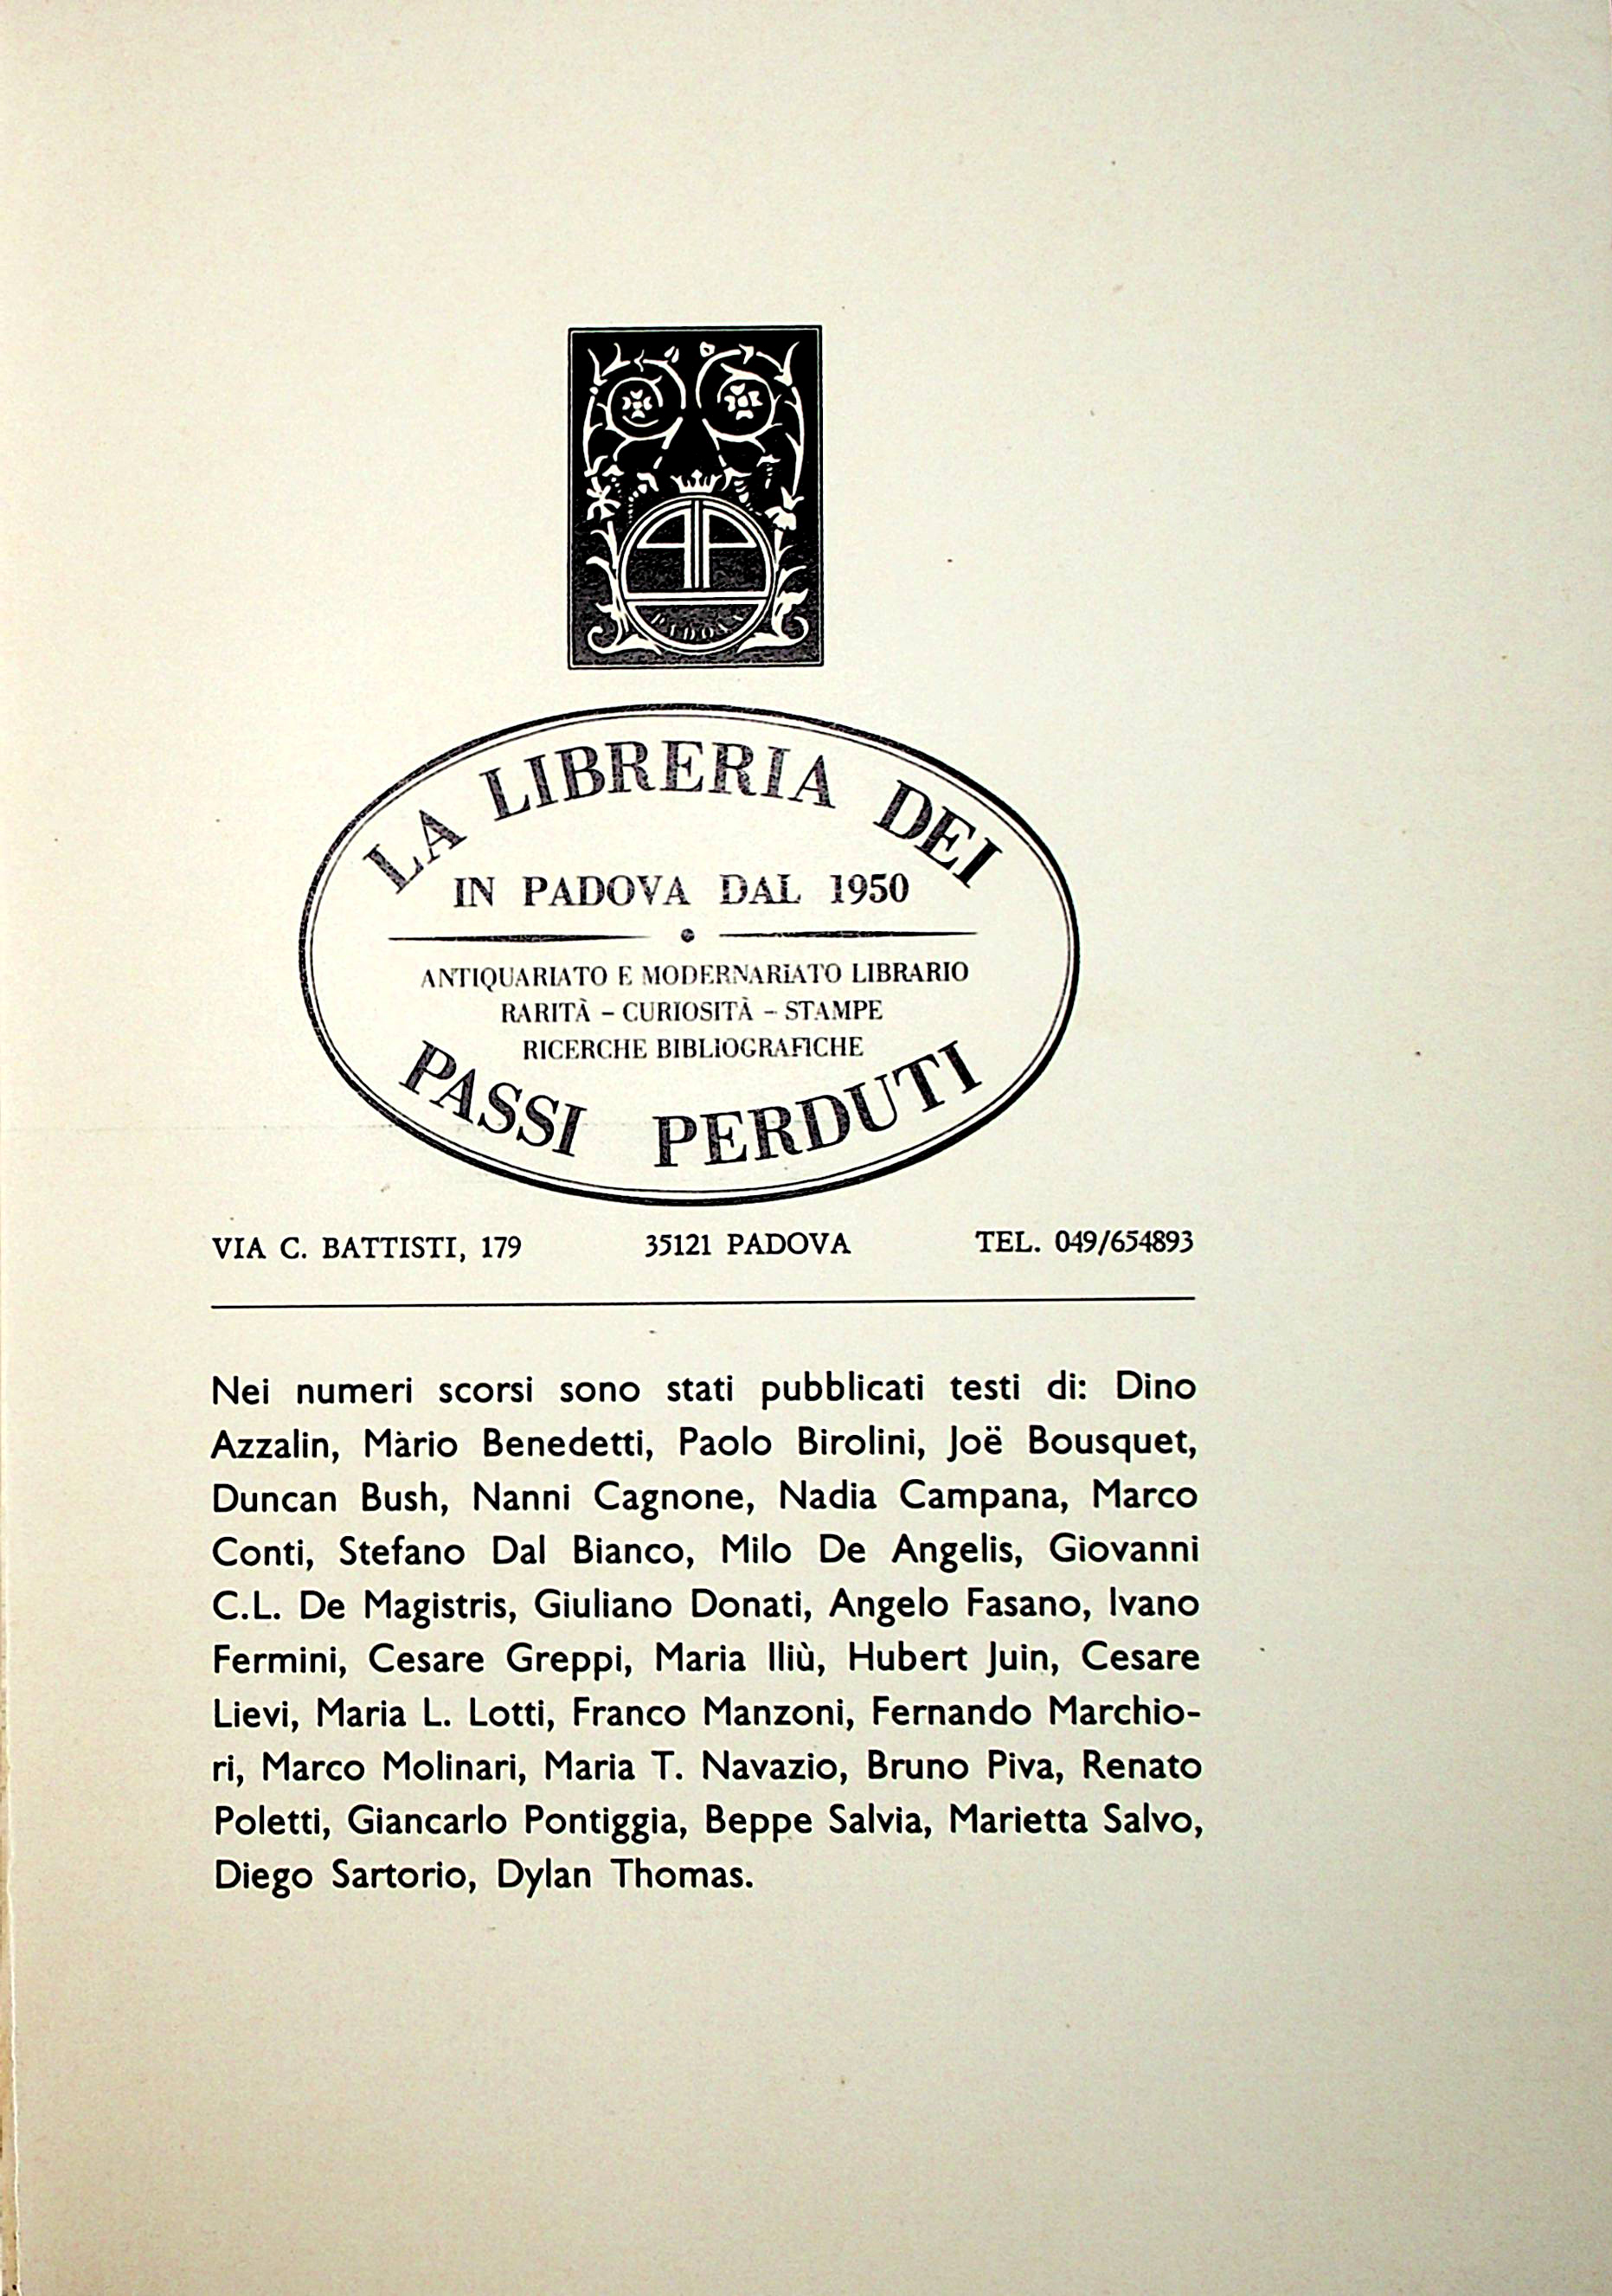 PADOVA
LA LIBRERIA DEI
IN PADOVA DAL 1950
ANTIQUARIATO E MODERNARIATO LIBRARIO
RARITÀ – CURIOSITÀ – STAMPE
RICERCHE BIBLIOGRAFICHE
PASSI PERDUTI
VIA C. BATTISTI, 179 35121 PADOVA TEL. 049/654893
Nei numeri scorsi sono stati pubblicati testi di: Dino
Azzalin, Màrio Benedetti, Paolo Birolini, Joë Bousquet,
Duncan Bush, Nanni Cagnone, Nadia Campana, Marco
Conti, Stefano Dal Bianco, Milo De Angelis, Giovanni
C.L. De Magistris, Giuliano Donati, Angelo Fasano, Ivano
Fermini, Cesare Greppi, Maria Iliù, Hubert Juin, Cesare
Lievi, Maria L. Lotti, Franco Manzoni, Fernando Marchio-
ri, Marco Molinari, Maria T. Navazio, Bruno Piva, Renato
Poletti, Giancarlo Pontiggia, Beppe Salvia, Marietta Salvo,
Diego Sartorio, Dylan Thomas.